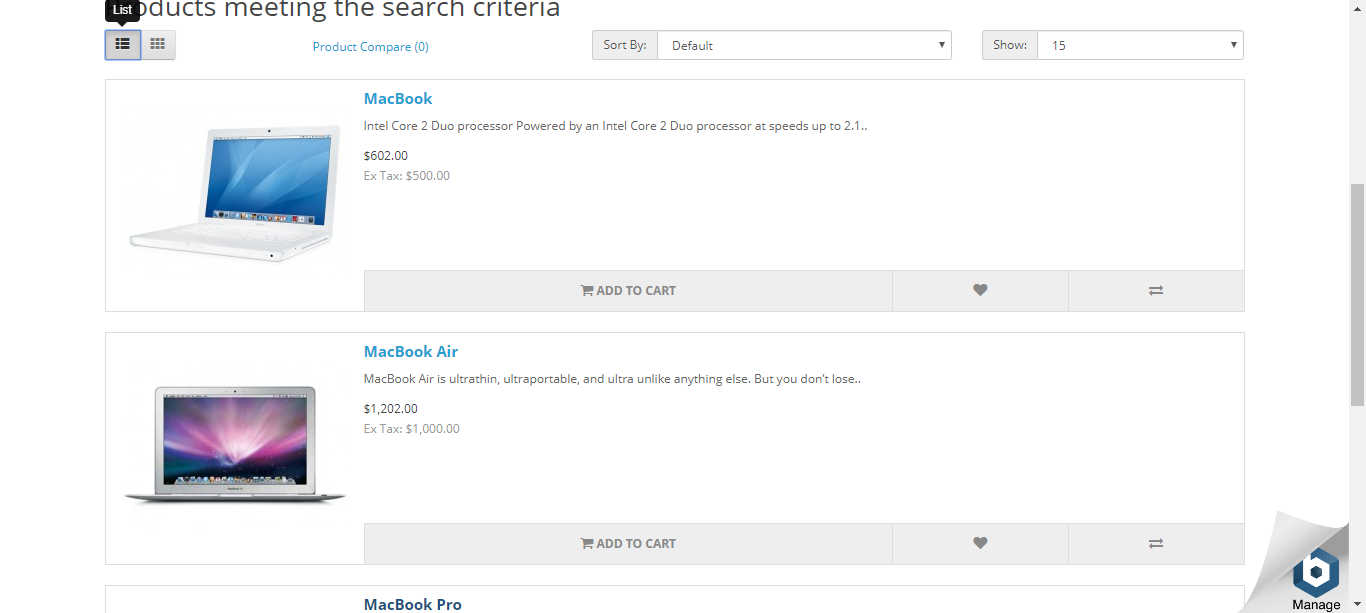 List
oducts meeting the search criteria
Product Compare (0)
Sort By: Default
Show: 15
MacBook
Intel Core 2 Duo processor Powered by an Intel Core 2 Duo processor at speeds up to 2.1..
$602.00
Ex Tax: $500.00
ADD TO CART
MacBook Air
MacBook Air is ultrathin, ultraportable, and ultra unlike anything else. But you don't lose..
$1,202.00
Ex Tax: $1,000.00
ADD TO CART
MacBook Pro
Manage